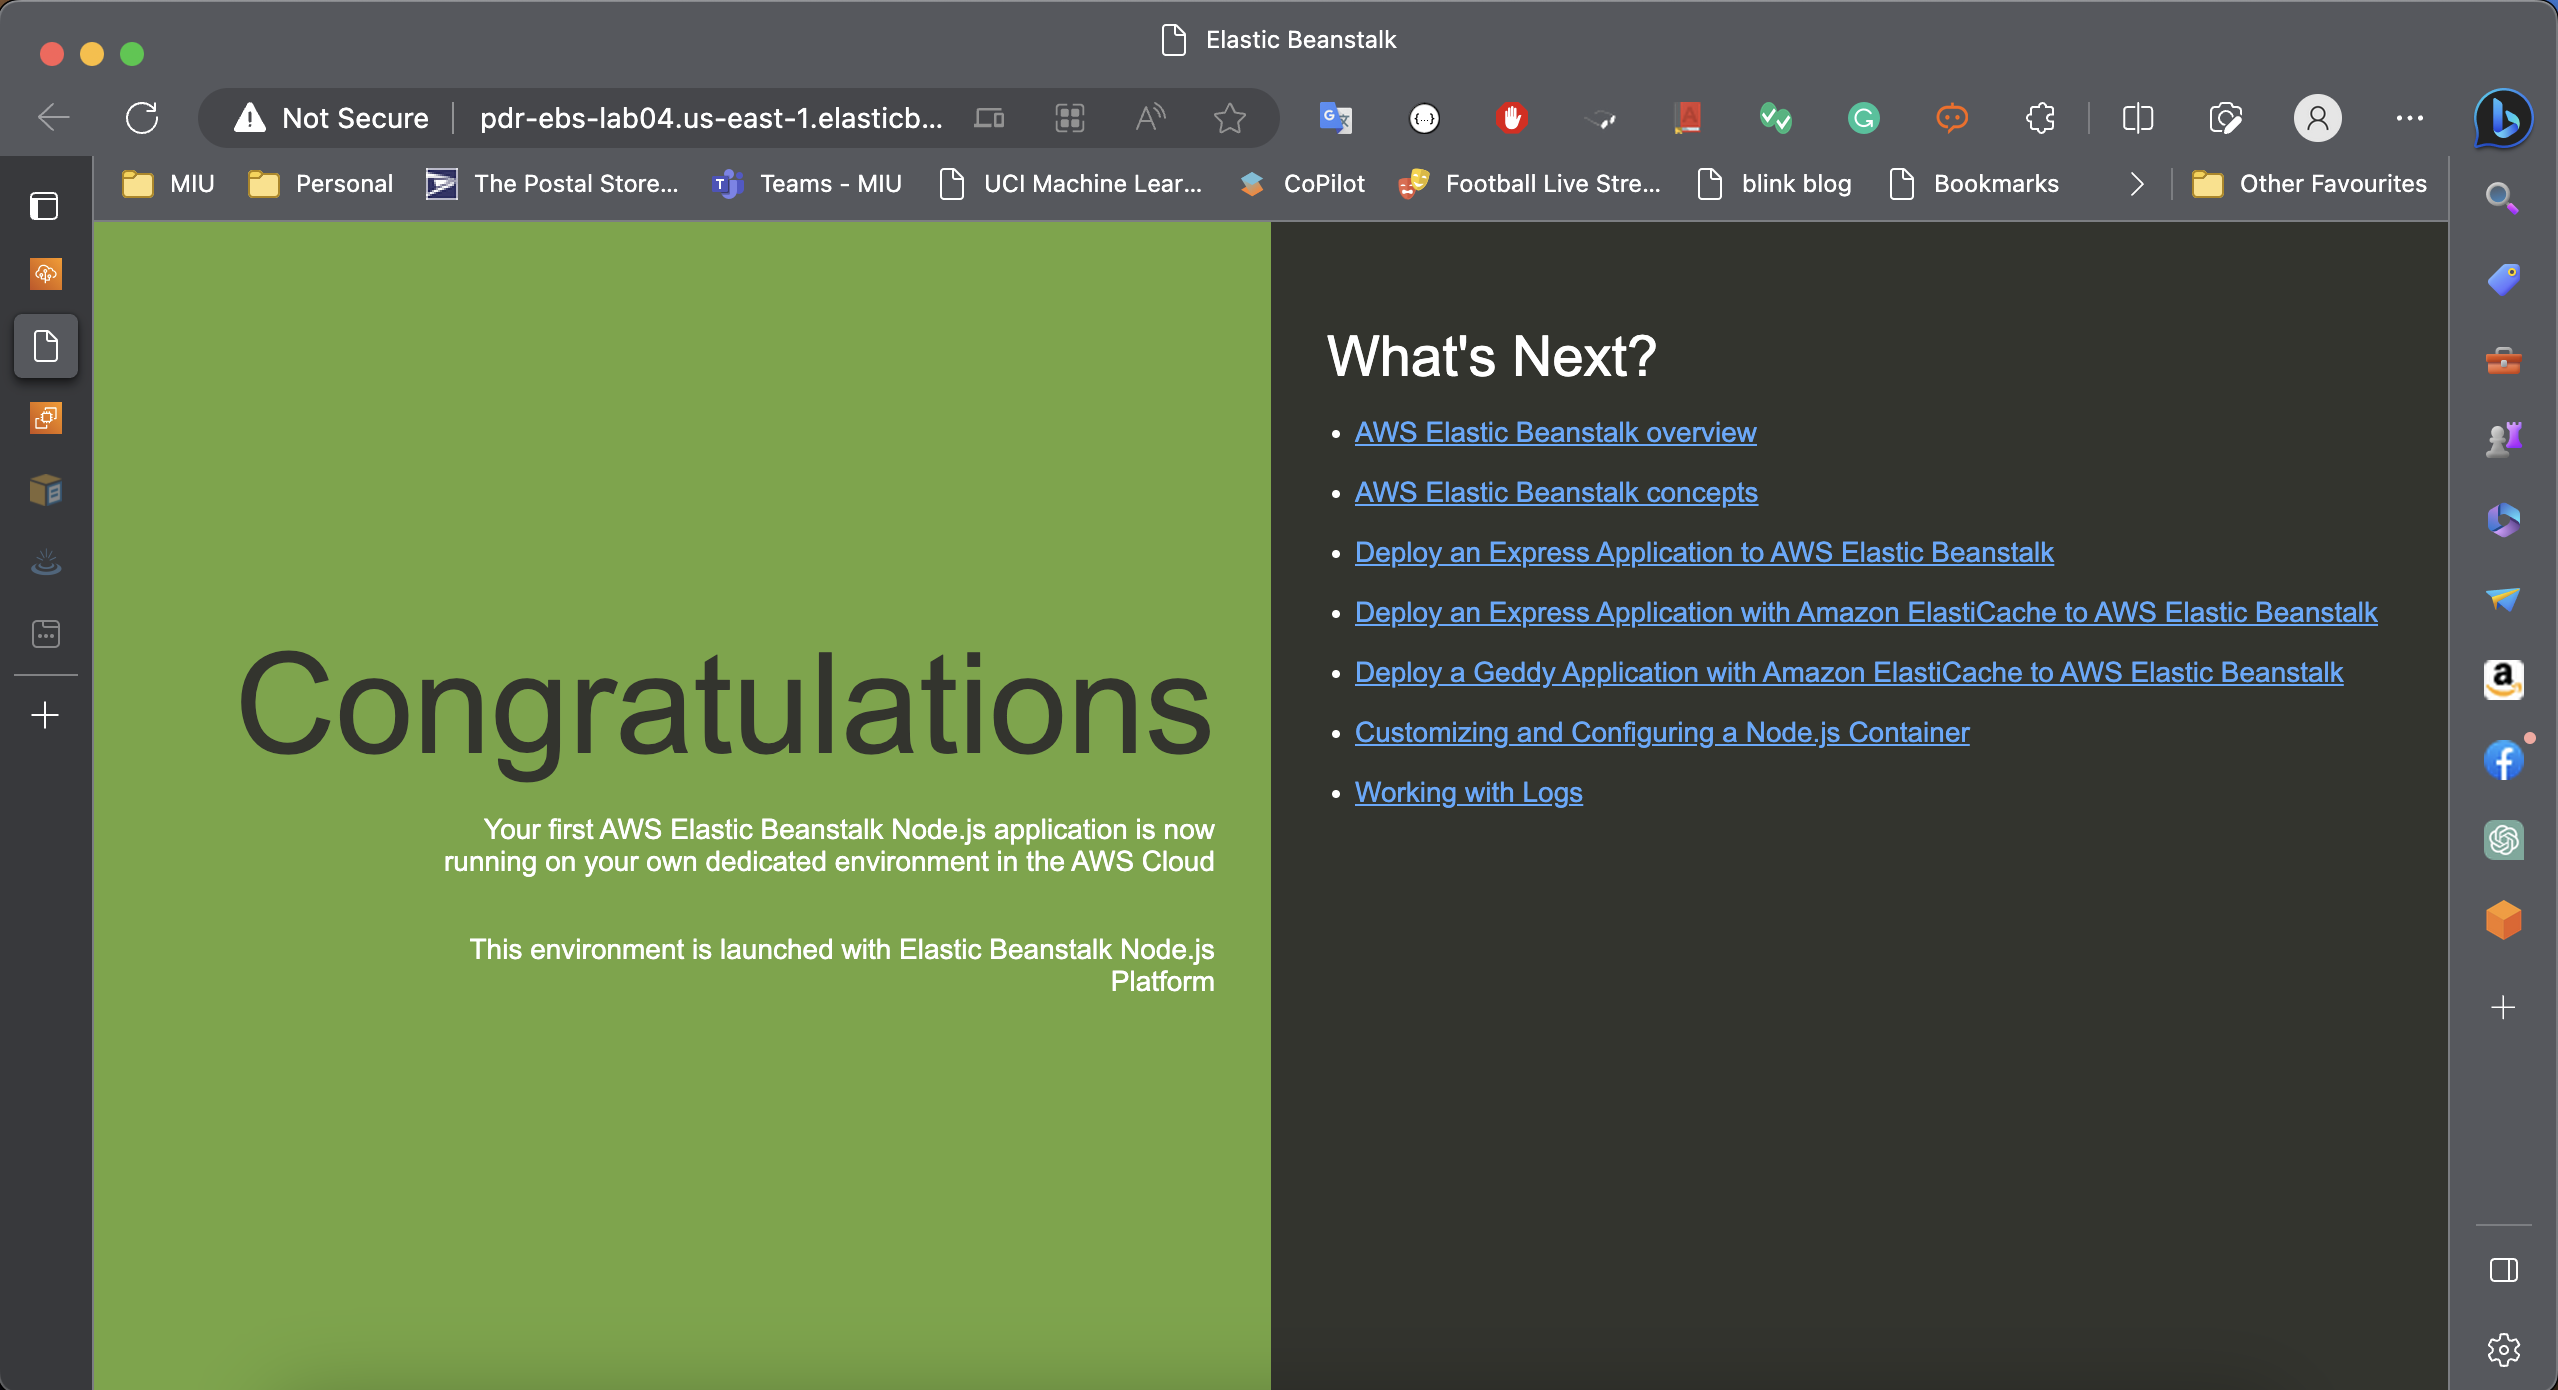 Elastic Beanstalk
Not Secure
pdr-ebs-lab04.us-east-1.elasticb...
MIU
Personal
The Postal Store...
Teams - MIU
UCI Machine Lear...
CoPilot
Football Live Stre...
blink blog
Bookmarks
Other Favourites
Congratulations
Your first AWS Elastic Beanstalk Node.js application is now
running on your own dedicated environment in the AWS Cloud
This environment is launched with Elastic Beanstalk Node.js
Platform
What's Next?
AWS Elastic Beanstalk overview
AWS Elastic Beanstalk concepts
Deploy an Express Application to AWS Elastic Beanstalk
Deploy an Express Application with Amazon ElastiCache to AWS Elastic Beanstalk
Deploy a Geddy Application with Amazon ElastiCache to AWS Elastic Beanstalk
Customizing and Configuring a Node.js Container
Working with Logs